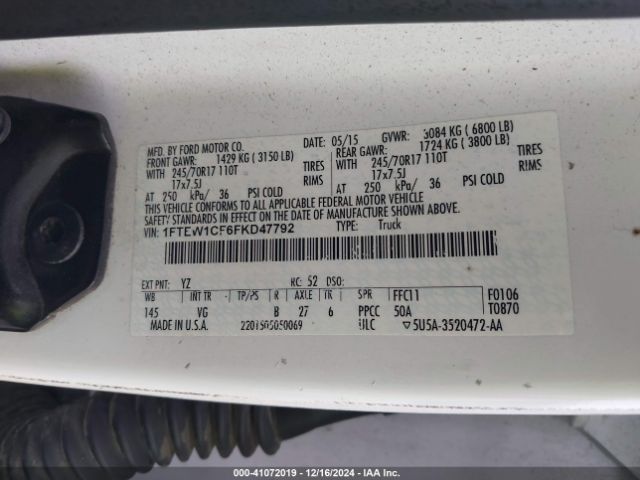 MFD. BY FORD MOTOR CO. DATE: 05/15 GVWR: 3084 KG ( 6800 LB)
FRONT GAWR: 1429 KG ( 3150 LB) REAR GAWR: 1724 KG ( 3800 LB)
WITH 245/70R17 110T TIRES WITH 245/70R17 110T TIRES
17x7.5J RIMS 17x7.5J RIMS
AT 250 kPa/ 36 PSI COLD AT 250 kPa/ 36 PSI COLD
THIS VEHICLE CONFORMS TO ALL APPLICABLE FEDERAL MOTOR VEHICLE
SAFETY STANDARDS IN EFFECT ON THE DATE OF MANUFACTURE SHOWN ABOVE.
VIN: 1FTEW1CF6FKD47792 TYPE: Truck
EXT PNT: YZ RC: 52 DSO:
WB INT TR TP/PS R AXLE TR SPR FFC11 F0106
145 VG B 27 6 PPCC 50A T0870
MADE IN U.S.A. 2201505050069 ULC ▽5U5A-3520472-AA
000-41072019 - 12/16/2024 - IAA Inc.